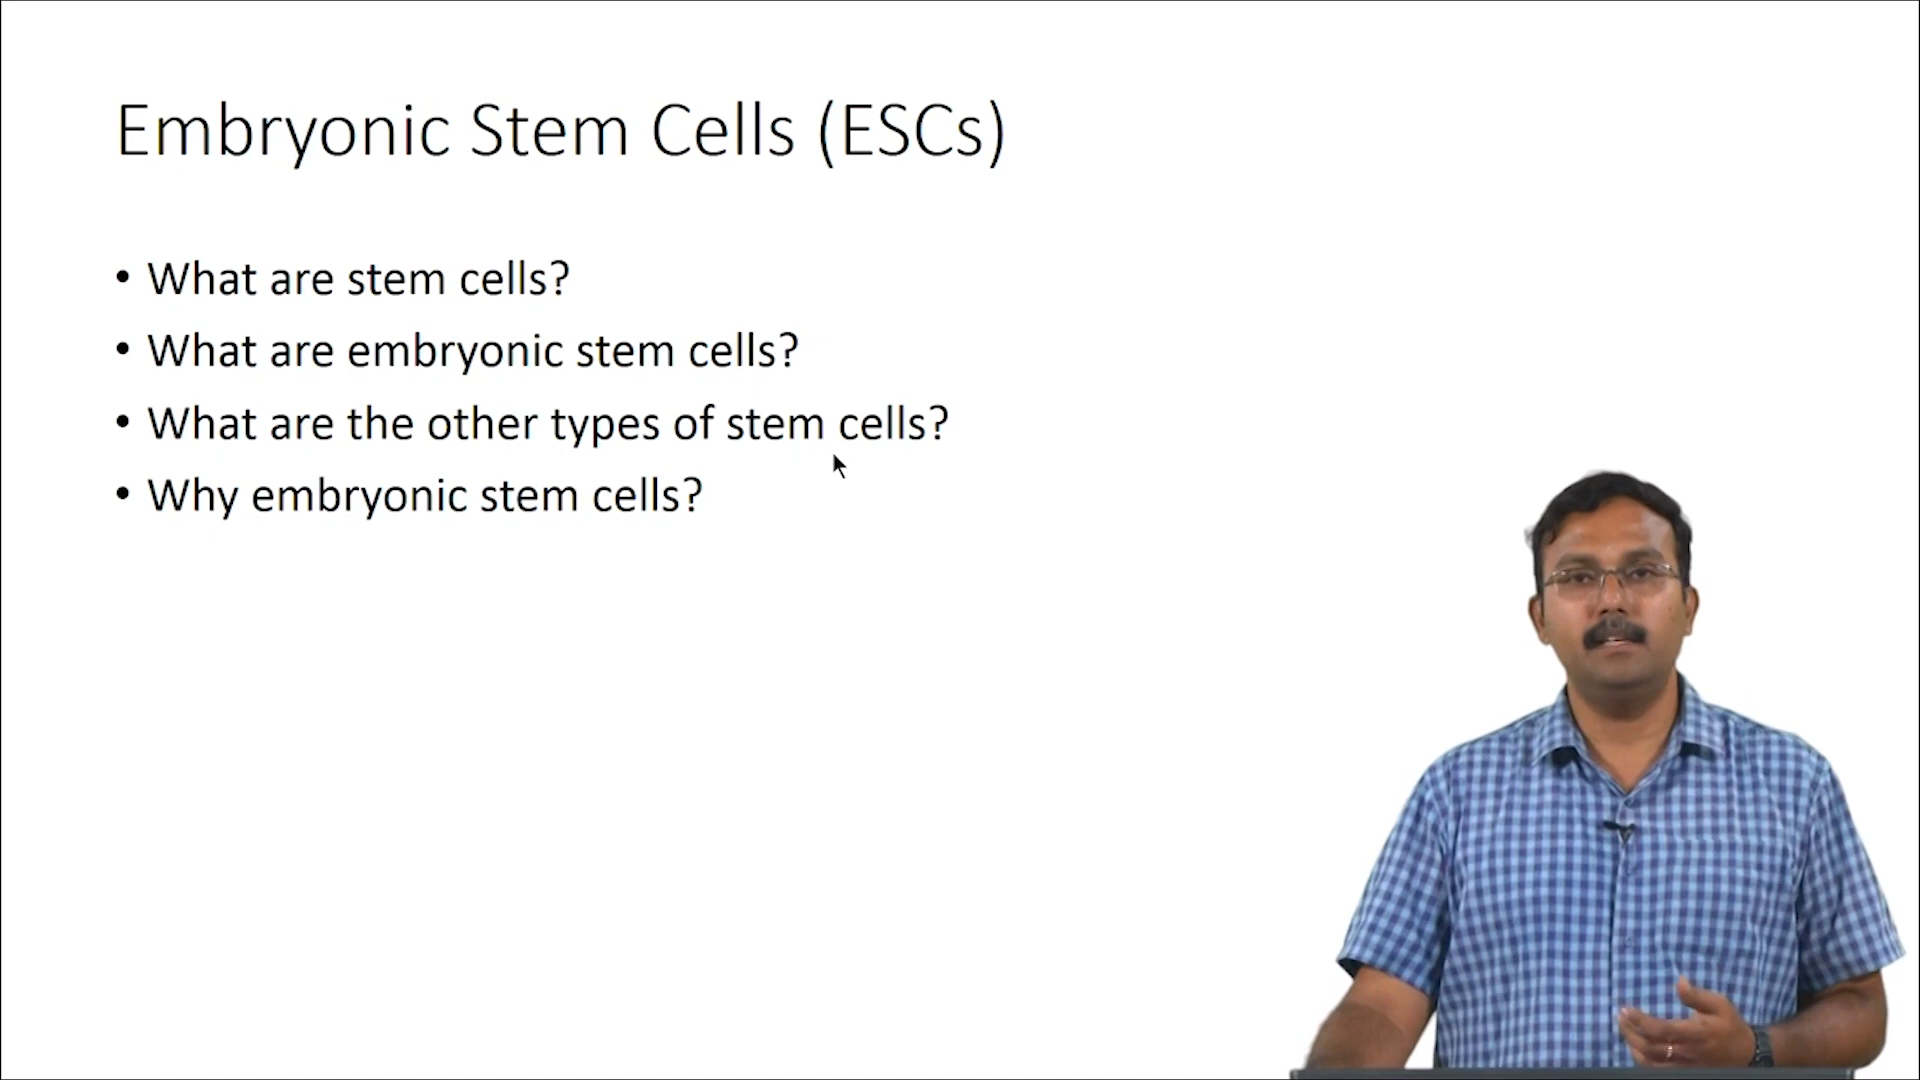 Embryonic Stem Cells (ESCs)
• What are stem cells?
• What are embryonic stem cells?
• What are the other types of stem cells?
• Why embryonic stem cells?